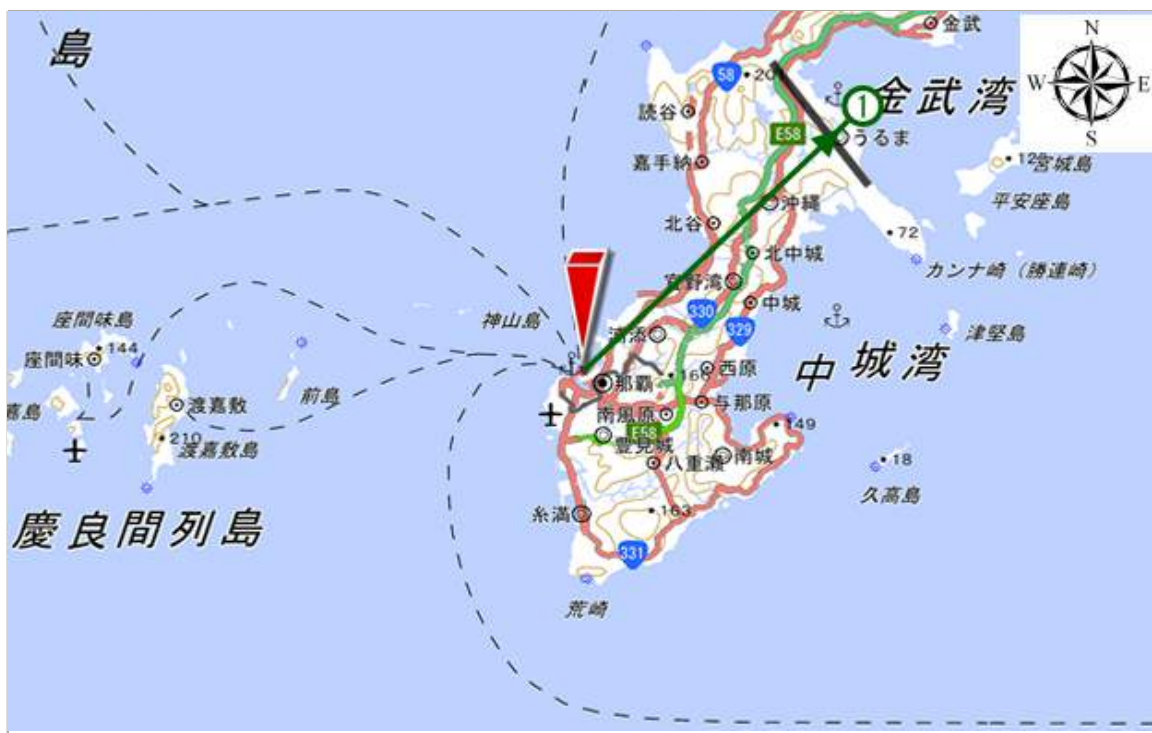 島
金武
N
W
E
S
58
20
金武湾
①
読谷
E58
うるま
嘉手納
宮城島
平安座島
沖縄
北谷
72
北中城
カンナ崎（勝連崎）
宜野湾
中城
330
329
座間味島
神山島
浦添
津堅島
144
座間味
中城湾
西原
166
前島
那覇
渡嘉敷
与那原
南風原
149
210
E58
豊見城
渡嘉敷島
八重瀬
南城
18
久高島
慶良間列島
糸満
163
331
荒崎